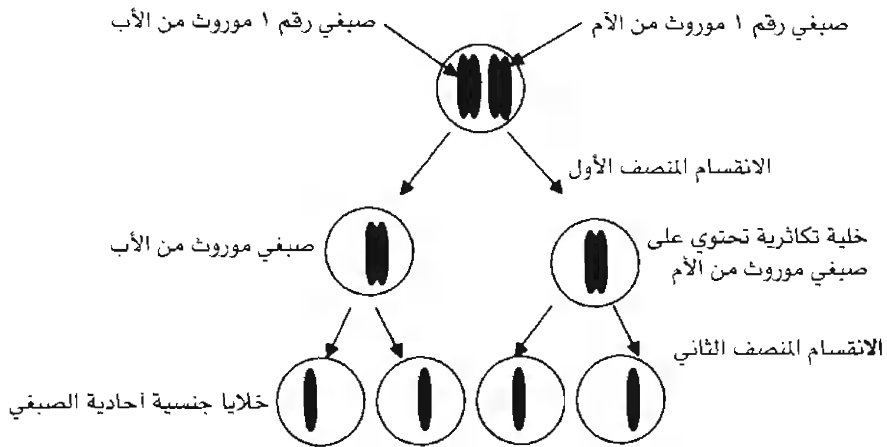 صبغي رقم ١ موروث من الأم
صبغي رقم ١ موروث من الأب
الانقسام المنصف الأول
خلية تكاثرية تحتوي على
صبغي موروث من الأم
صبغي موروث من الأب
الانقسام المنصف الثاني
خلايا جنسية أحادية الصبغي